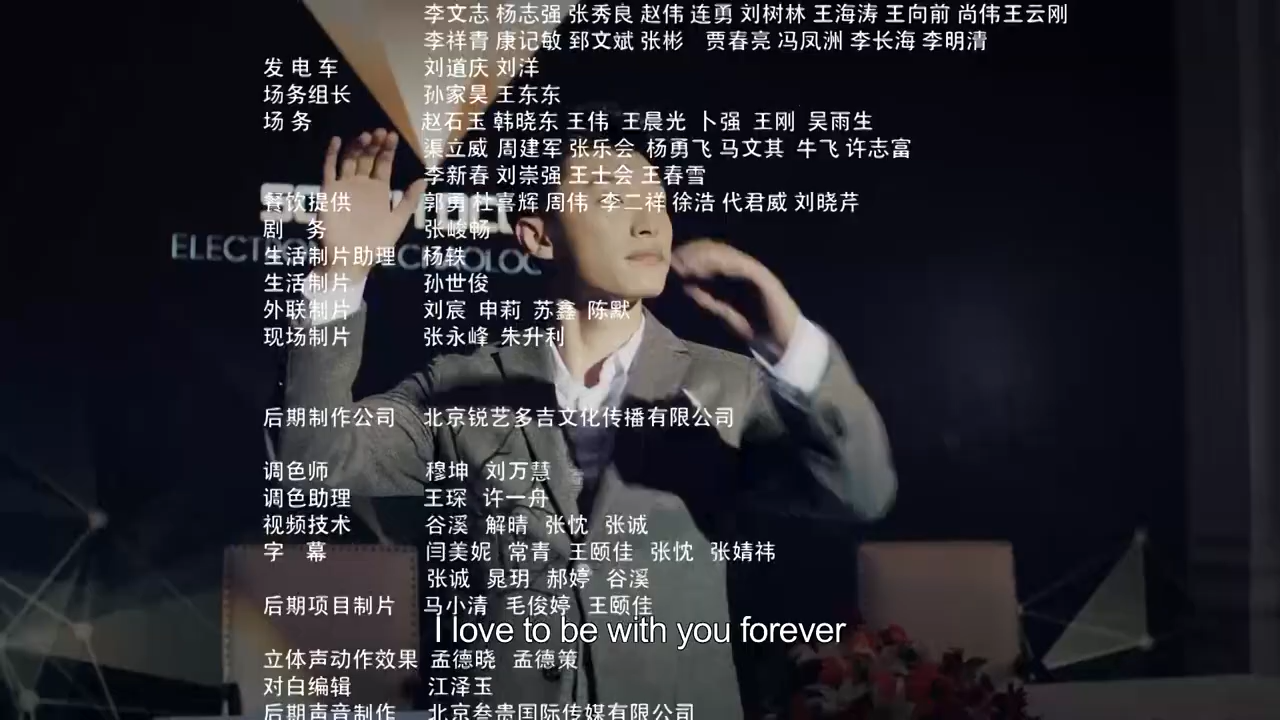 李文志 杨志强 张秀良 赵伟 连勇 刘树林 王海涛 王向前 尚伟王云刚
李祥青 康记敏 郅文斌 张彬 贾春亮 冯凤洲 李长海 李明清
发电车 刘道庆 刘洋
场务组长 孙家昊 王东东
场务 赵石玉 韩晓东 王伟 王晨光 卜强 王刚 吴雨生
渠立威 周建军 张乐会 杨勇飞 马文其 牛飞 许志富
李新春 刘崇强 王士会 王春雪
餐饮提供 郭勇 杜喜辉 周伟 李二祥 徐浩 代君威 刘晓芹
剧务 张峻畅
ELECT
生活制片助理 杨轶
生活制片 孙世俊
外联制片 刘宸 申莉 苏鑫 陈默
现场制片 张永峰 朱升利
后期制作公司 北京锐艺多吉文化传播有限公司
调色师 穆坤 刘万慧
调色助理 王琛 许一舟
视频技术 谷溪 解晴 张忱 张诚
字幕 闫美妮 常青 王颐佳 张忱 张婧祎
张诚 晁玥 郝婷 谷溪
后期项目制片 马小清 毛俊婷 王颐佳
I love to be with you forever
立体声动作效果 孟德晓 孟德策
对白编辑 江泽玉
后期声音制作 北京叁贵国际传媒有限公司